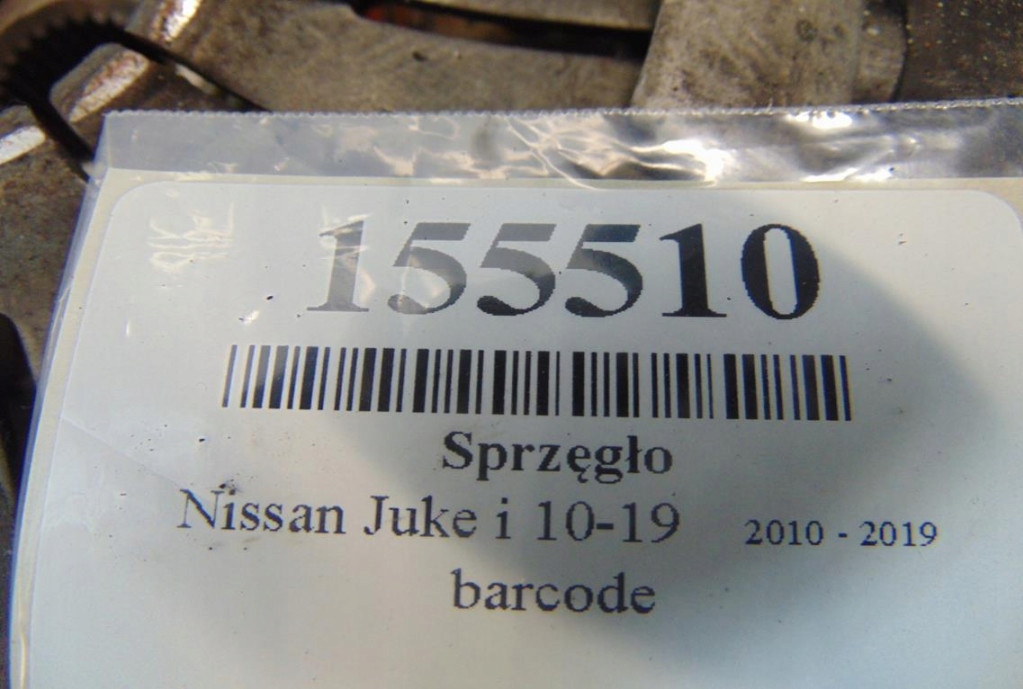 155510
Sprzęgło
Nissan Juke i 10-19 2010 - 2019
barcode